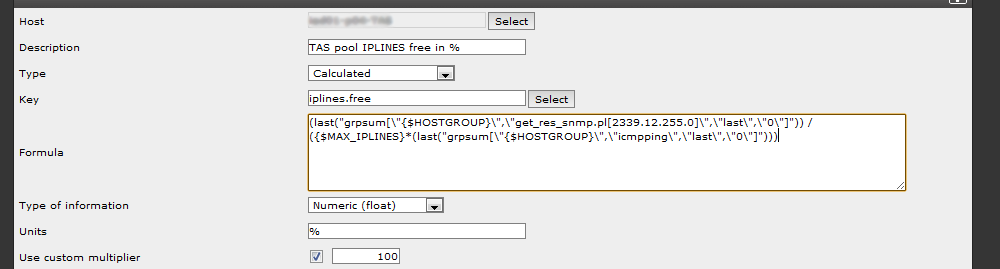 Host Select
Description TAS pool IPLINES free in %
Type Calculated
Key iplines.free Select
Formula (last("grpsum[\"{$HOSTGROUP}\",\"get_res_snmp.pl[2339.12.255.0]\",\"last\",\"0\"]")) /
({$MAX_IPLINES}*(last("grpsum[\"{$HOSTGROUP}\",\"icmpping\",\"last\",\"0\"]")))
Type of information Numeric (float)
Units %
Use custom multiplier 100